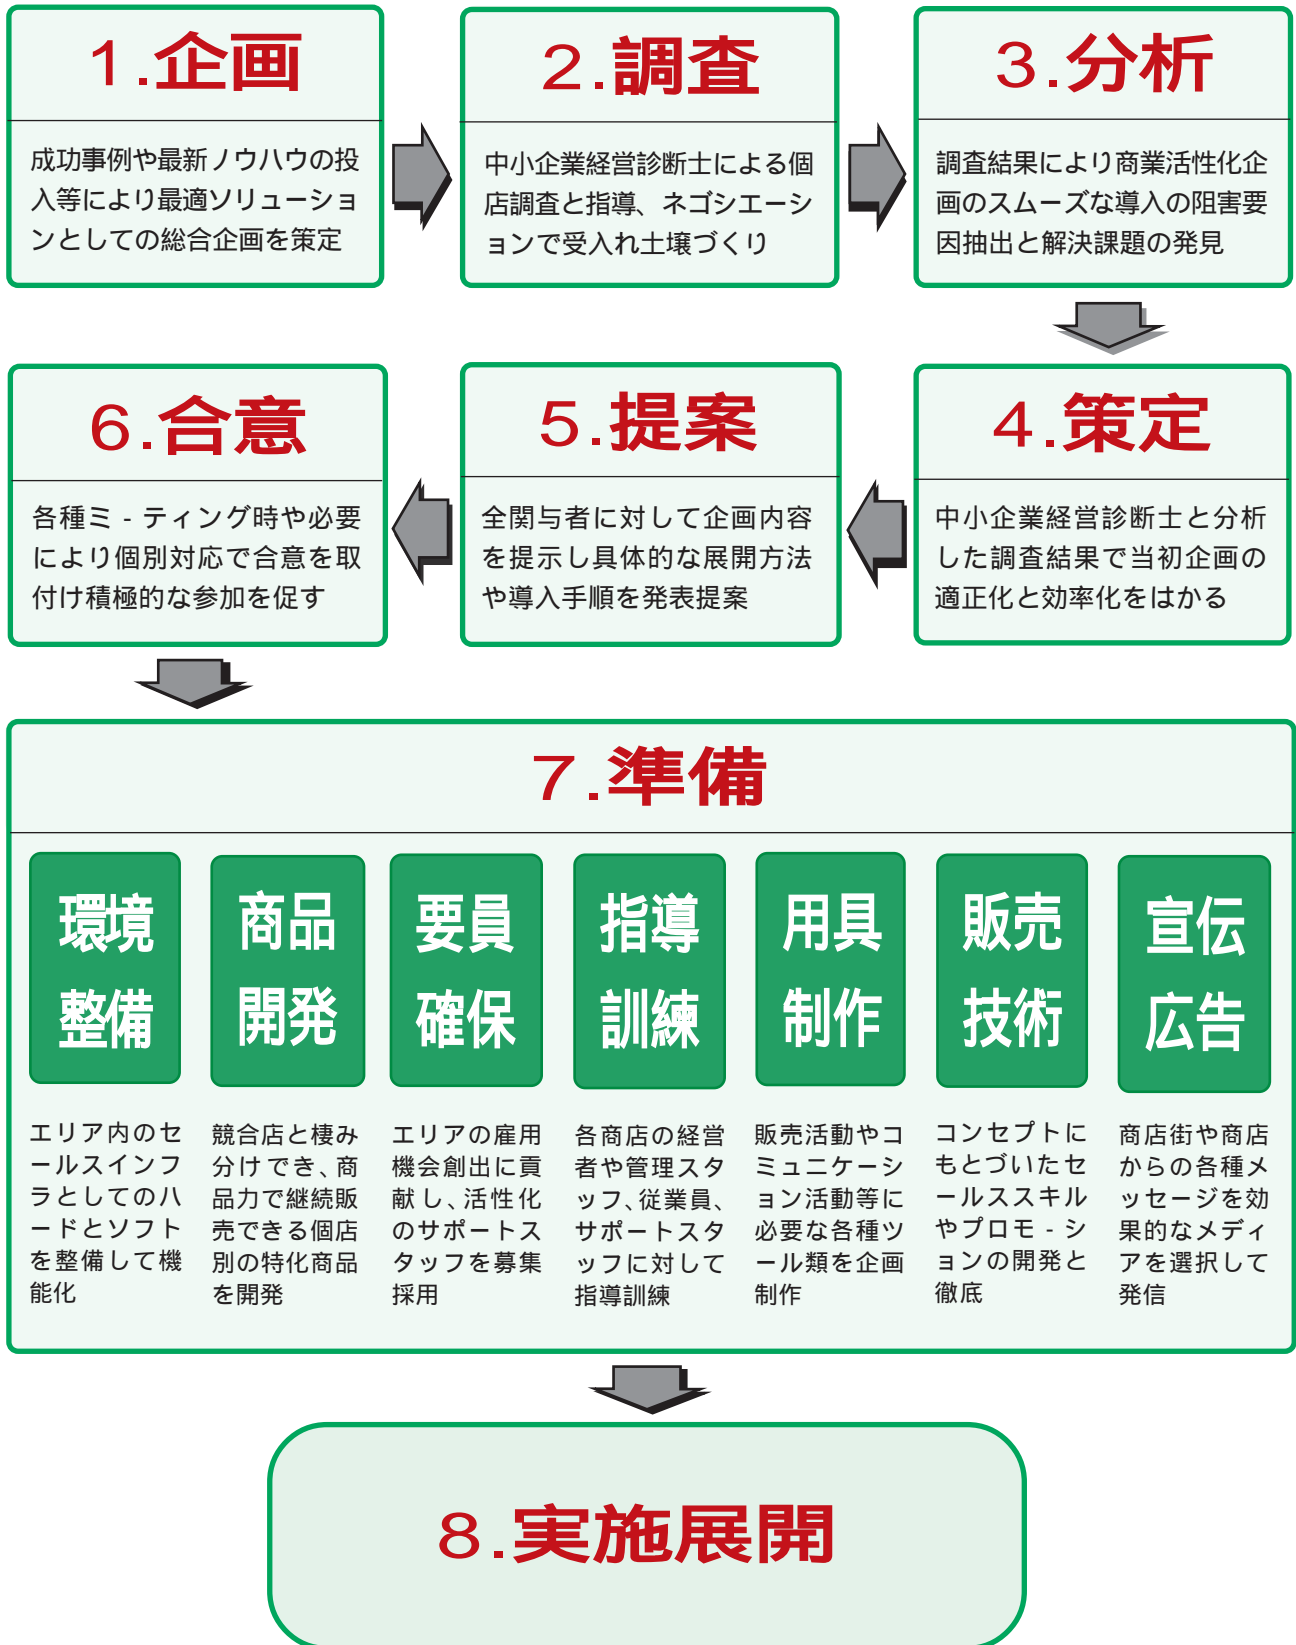 1.企画
成功事例や最新ノウハウの投
入等により最適ソリューショ
ンとしての総合企画を策定
2.調査
中小企業経営診断士による個
店調査と指導、ネゴシエーシ
ョンで受入れ土壌づくり
3.分析
調査結果により商業活性化企
画のスムーズな導入の阻害要
因抽出と解決課題の発見
4.策定
中小企業経営診断士と分析
した調査結果で当初企画の
適正化と効率化をはかる
5.提案
全関与者に対して企画内容
を提示し具体的な展開方法
や導入手順を発表提案
6.合意
各種ミ-ティング時や必要
により個別対応で合意を取
付け積極的な参加を促す
7.準備
環境
整備
エリア内のセ
ールスインフ
ラとしてのハ
ードとソフト
を整備して機
能化
商品
開発
競合店と棲み
分けでき、商
品力で継続販
売できる個店
別の特化商品
を開発
要員
確保
エリアの雇用
機会創出に貢
献し、活性化
のサポートス
タッフを募集
採用
指導
訓練
各商店の経営
者や管理スタ
ッフ、従業員、
サポートスタ
ッフに対して
指導訓練
用具
制作
販売活動やコ
ミュニケーシ
ョン活動等に
必要な各種ツ
ール類を企画
制作
販売
技術
コンセプトに
もとづいたセ
ールススキル
やプロモ-シ
ョンの開発と
徹底
宣伝
広告
商店街や商店
からの各種メ
ッセージを効
果的なメディ
アを選択して
発信
8.実施展開